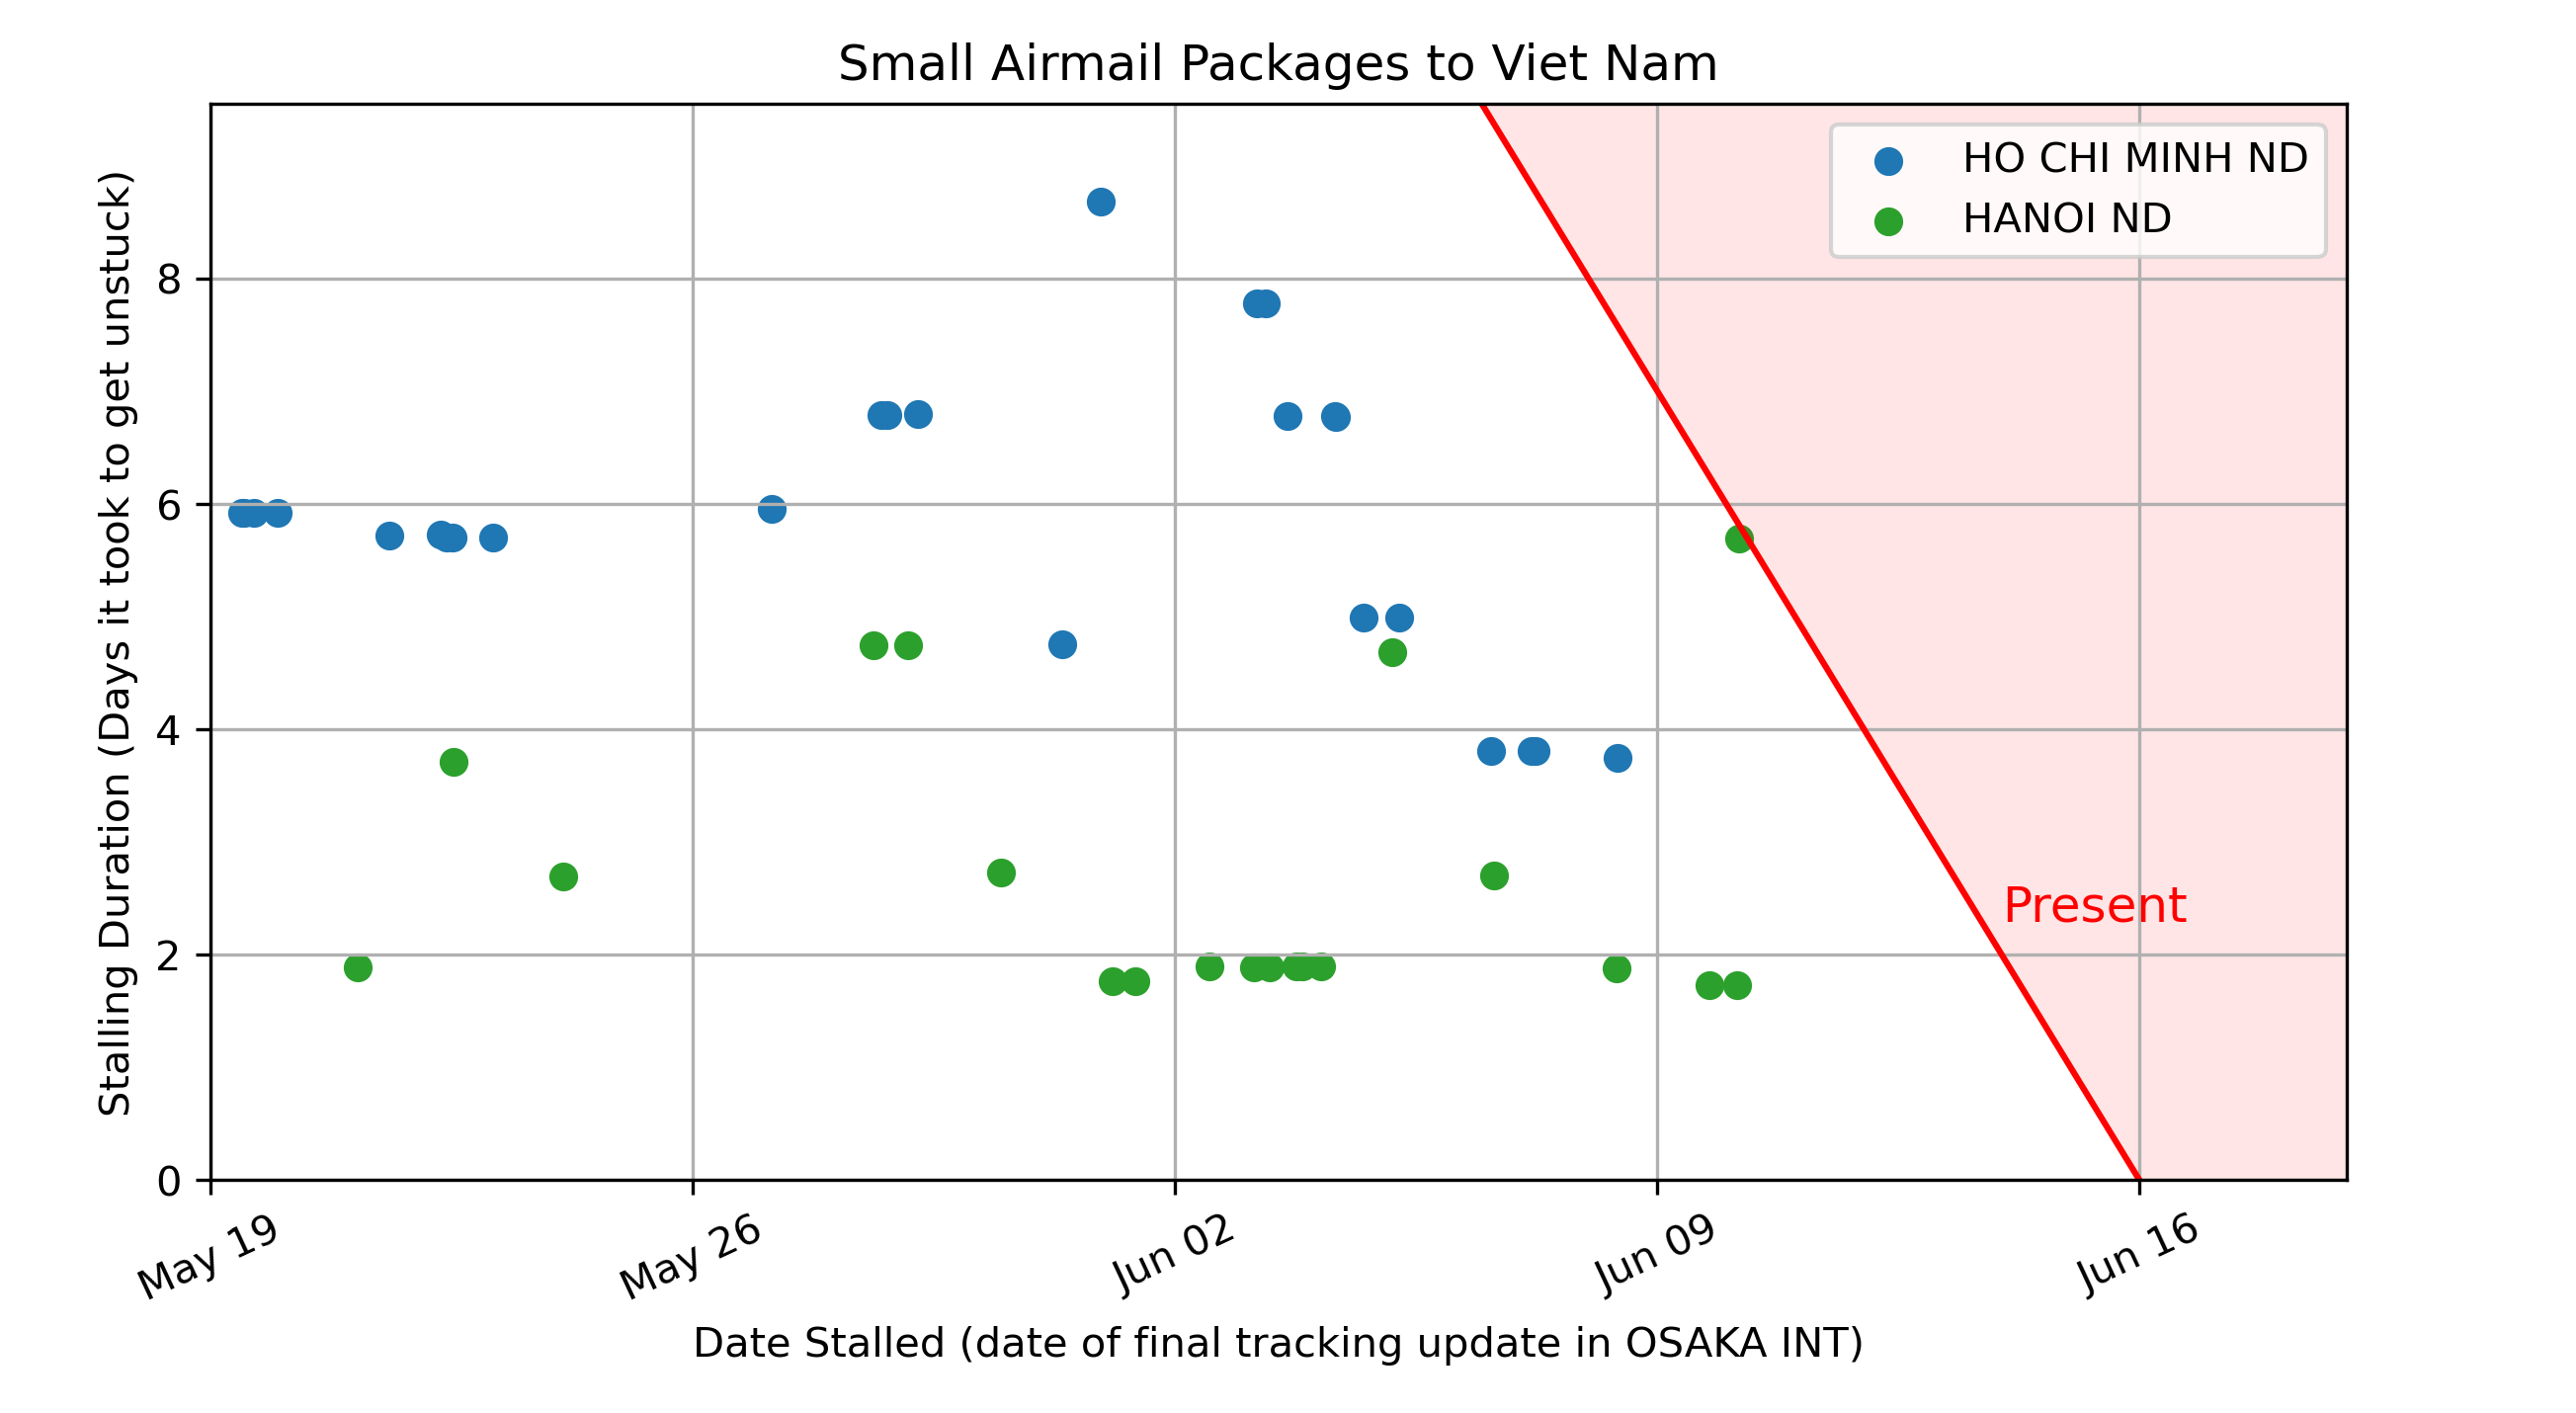 Small Airmail Packages to Viet Nam
HO CHI MINH ND
HANOI ND
Stalling Duration (Days it took to get unstuck)
8
6
4
2
0
Present
May 19
May 26
Jun 02
Jun 09
Jun 16
Date Stalled (date of final tracking update in OSAKA INT)